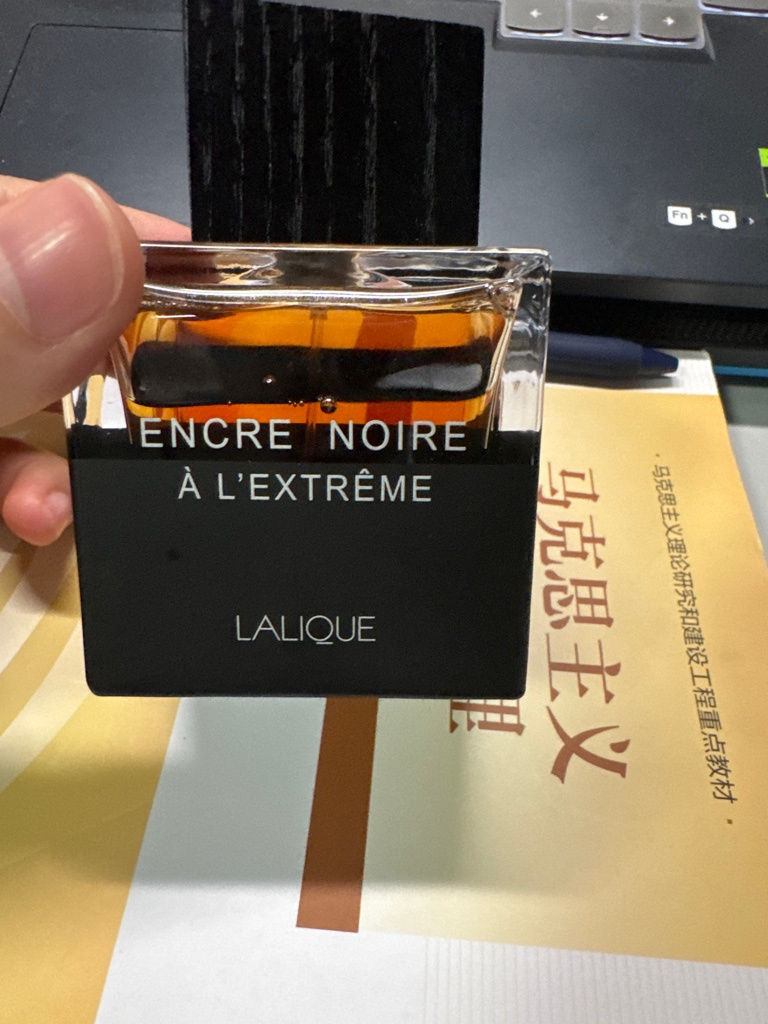 Fn + Q
ENCRE NOIRE
À L'EXTRÊME
LALIQUE
·马克思主义理论研究和建设工程重点教材·
马克思主义
理